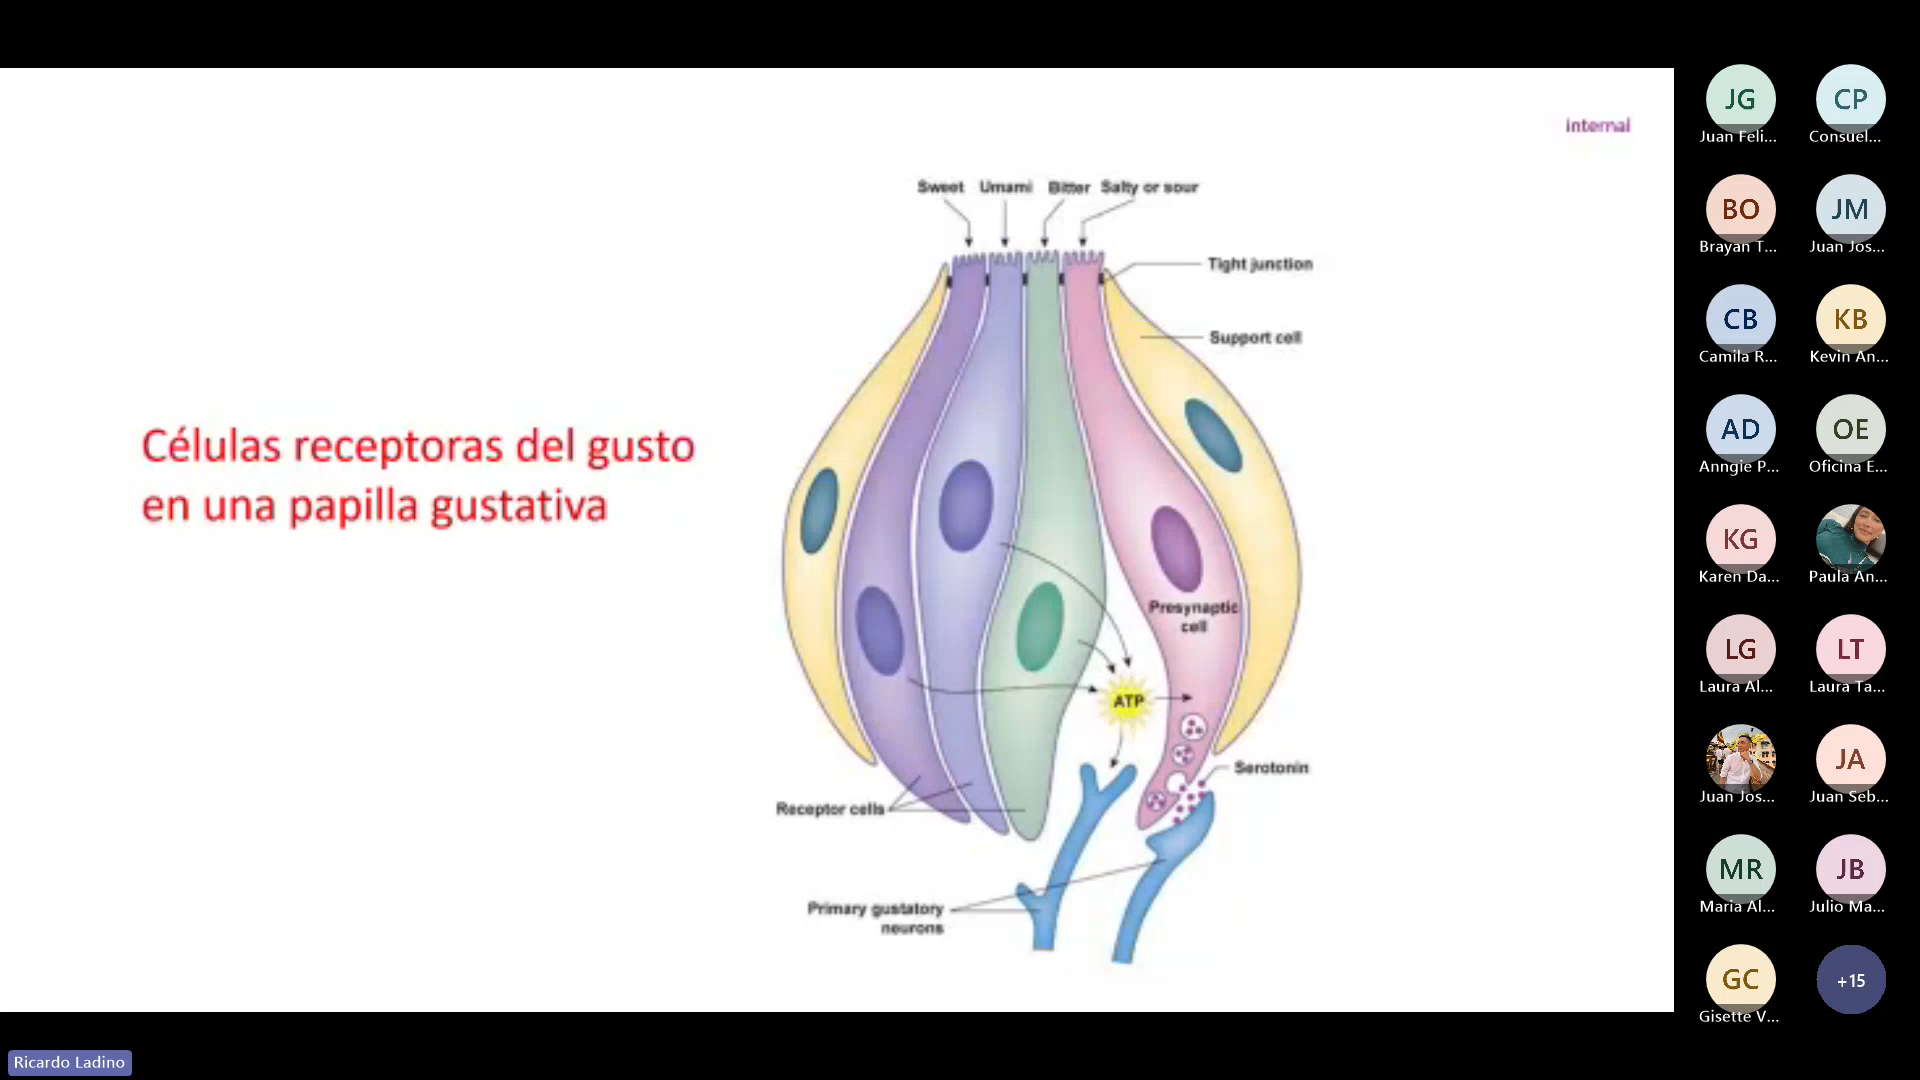 internal
Sweet Umami Bitter Salty or sour
Tight junction
Support cell
Células receptoras del gusto
en una papilla gustativa
Presynaptic
cell
ATP
Serotonin
Receptor cells
Primary gustatory
neurons
JG CP
Juan Feli... Consuel...
BO JM
Brayan T... Juan Jos...
CB KB
Camila R... Kevin An...
AD OE
Anngie P... Oficina E...
KG
Karen Da... Paula An...
LG LT
Laura Al... Laura Ta...
JA
Juan Jos... Juan Seb...
MR JB
Maria Al... Julio Ma...
GC +15
Gisette V...
Ricardo Ladino